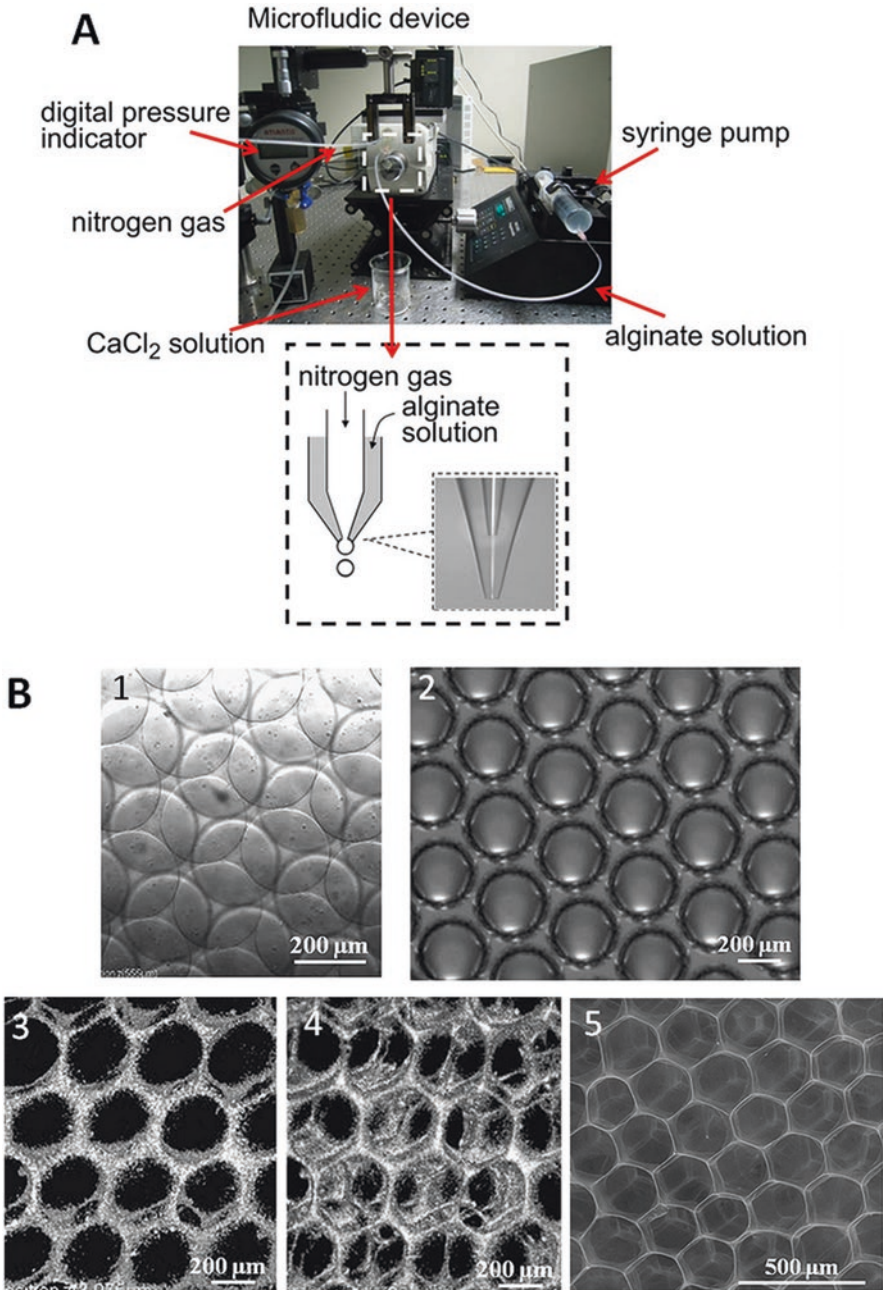 A
Microfludic device
digital pressure
indicator
syringe pump
nitrogen gas
CaCl2 solution
alginate solution
nitrogen gas
alginate
solution
B
1
200 µm
2
200 µm
3
200 µm
4
200 µm
5
500 µm